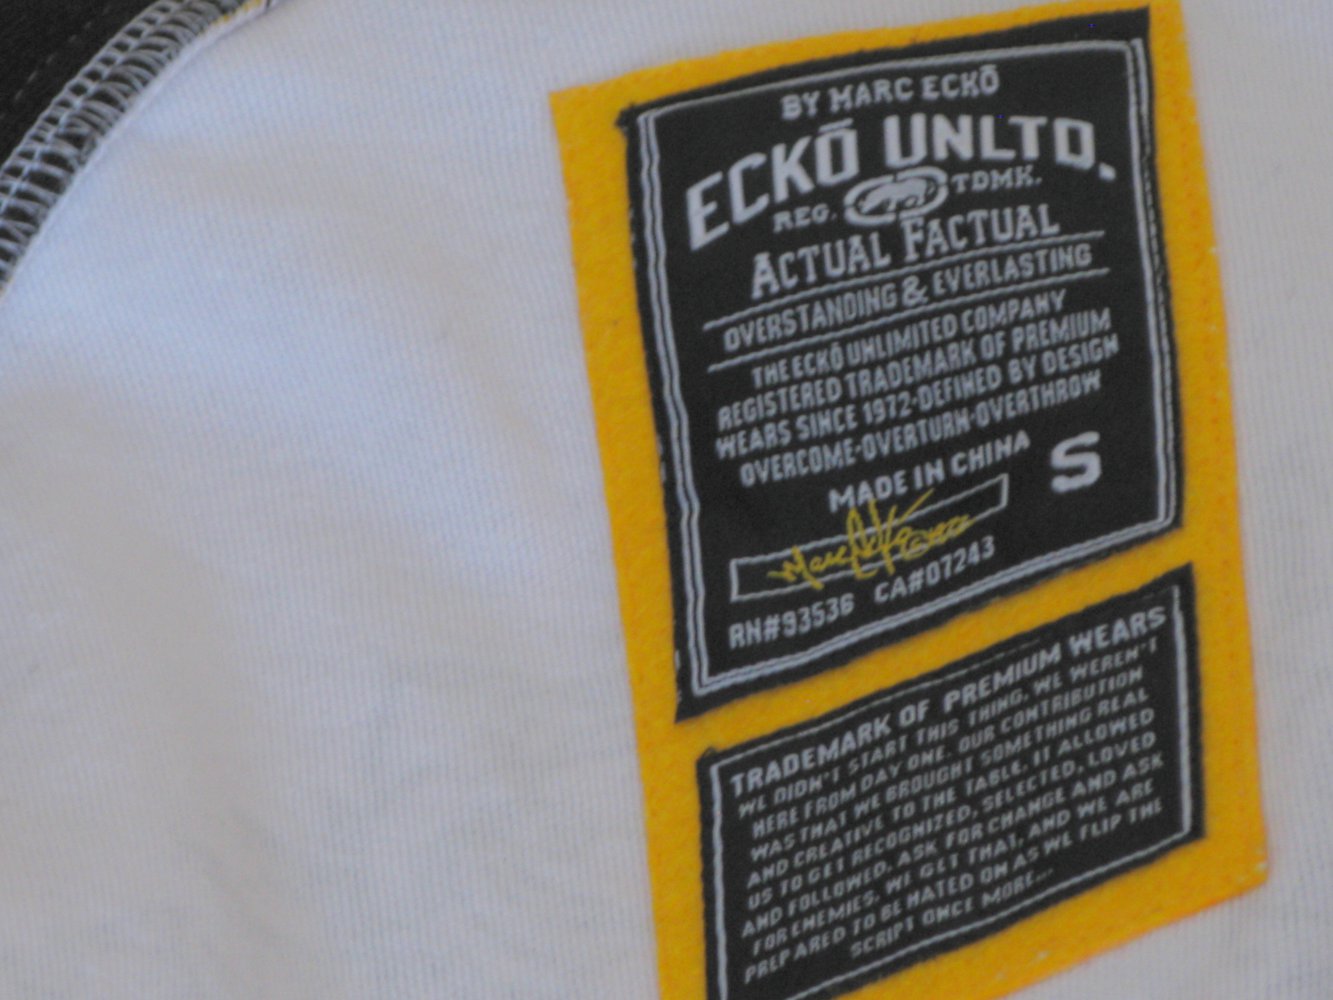 BY MARC ECKŌ
ECKŌ UNLTD.
REG. TDMK.
ACTUAL FACTUAL
OVERSTANDING & EVERLASTING
THE ECKŌ UNLIMITED COMPANY
REGISTERED TRADEMARK OF PREMIUM
WEARS SINCE 1972·DEFINED BY DESIGN
OVERCOME·OVERTURN·OVERTHROW
MADE IN CHINA
S
Marc Ecko
RN#93536 CA#07243
TRADEMARK OF PREMIUM WEARS
WE DIDN'T START THIS THING, WE WEREN'T
HERE FROM DAY ONE. OUR CONTRIBUTION
WAS THAT WE BROUGHT SOMETHING REAL
AND CREATIVE TO THE TABLE. IT ALLOWED
US TO GET RECOGNIZED, SELECTED, LOVED
AND FOLLOWED. ASK FOR CHANGE AND ASK
FOR ENEMIES. WE GET THAT, AND WE ARE
PREPARED TO BE HATED ON AS WE FLIP THE
SCRIPT ONCE MORE...